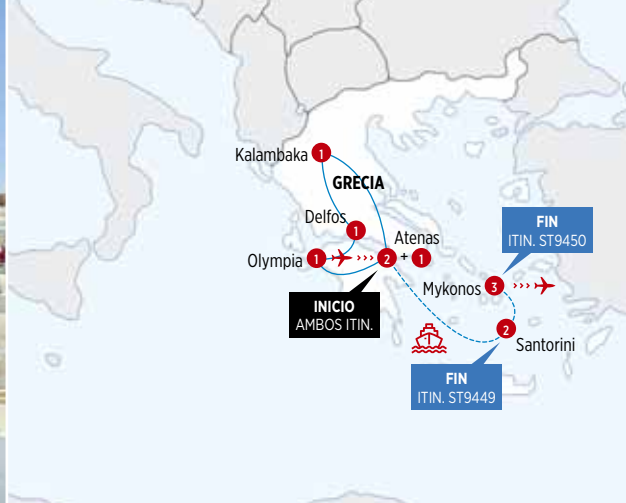 Kalambaka 1
GRECIA
Delfos
1
Atenas
Olympia 1
2 + 1
FIN
ITIN. ST9450
Mykonos 3
INICIO
AMBOS ITIN.
2
Santorini
FIN
ITIN. ST9449